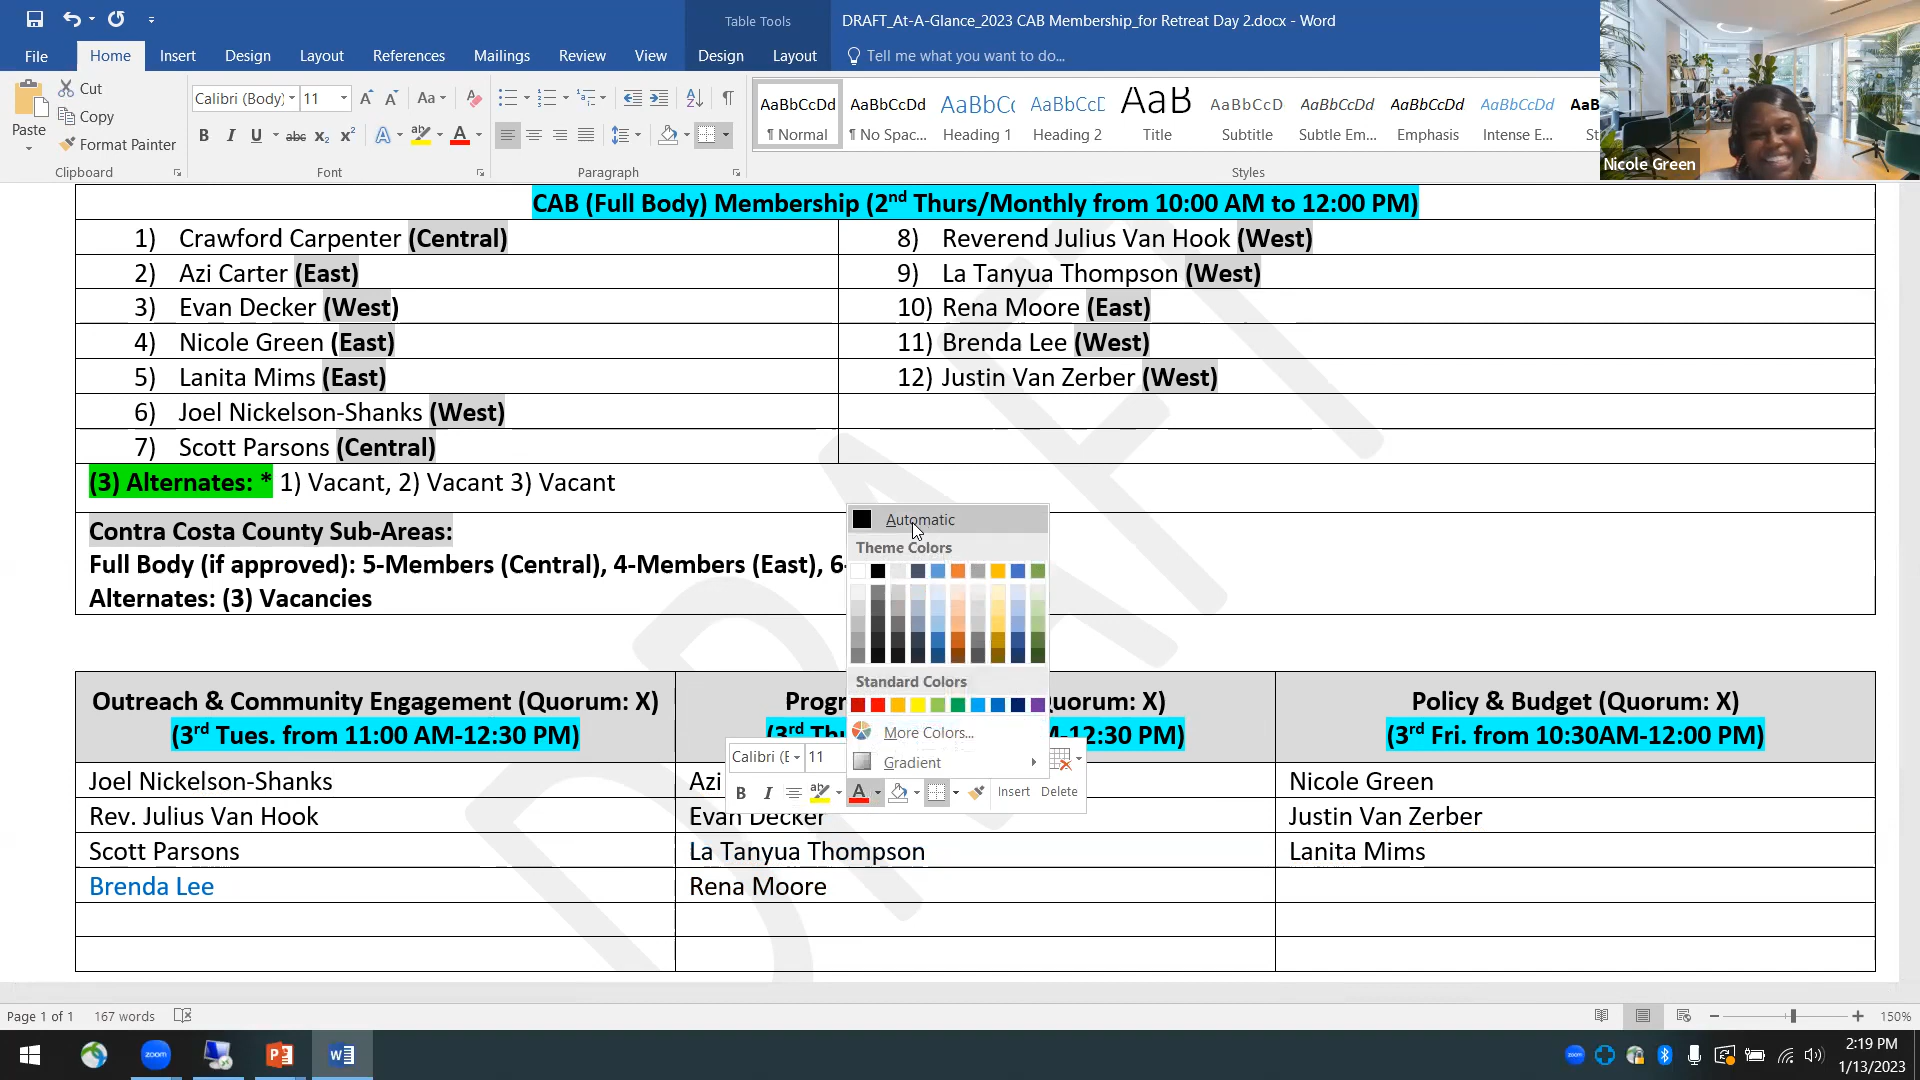 DRAFT_At-A-Glance_2023 CAB Membership_for Retreat Day 2.docx - Word
Table Tools
File Home Insert Design Layout References Mailings Review View Design Layout Tell me what you want to do...
Paste
Cut
Copy
Format Painter
Clipboard
Calibri (Body) 11
Font
Paragraph
AaBbCcDd ¶ Normal
AaBbCcDd ¶ No Spac...
AaBbCc Heading 1
AaBbCcD Heading 2
AaB Title
AaBbCcD Subtitle
AaBbCcDd Subtle Em...
AaBbCcDd Emphasis
AaBbCcDd Intense E...
Styles
Nicole Green
CAB (Full Body) Membership (2nd Thurs/Monthly from 10:00 AM to 12:00 PM)
1) Crawford Carpenter (Central)
2) Azi Carter (East)
3) Evan Decker (West)
4) Nicole Green (East)
5) Lanita Mims (East)
6) Joel Nickelson-Shanks (West)
7) Scott Parsons (Central)
8) Reverend Julius Van Hook (West)
9) La Tanyua Thompson (West)
10) Rena Moore (East)
11) Brenda Lee (West)
12) Justin Van Zerber (West)
(3) Alternates: * 1) Vacant, 2) Vacant 3) Vacant
Contra Costa County Sub-Areas:
Full Body (if approved): 5-Members (Central), 4-Members (East), 6-
Alternates: (3) Vacancies
Automatic
Theme Colors
Standard Colors
More Colors...
Gradient
Calibri (E 11
Insert Delete
Outreach & Community Engagement (Quorum: X)
(3rd Tues. from 11:00 AM-12:30 PM)
Joel Nickelson-Shanks
Rev. Julius Van Hook
Scott Parsons
Brenda Lee
Azi
Evan Decker
La Tanyua Thompson
Rena Moore
Policy & Budget (Quorum: X)
(3rd Fri. from 10:30AM-12:00 PM)
Nicole Green
Justin Van Zerber
Lanita Mims
DRAFT
Page 1 of 1 167 words
150%
zoom
2:19 PM
1/13/2023